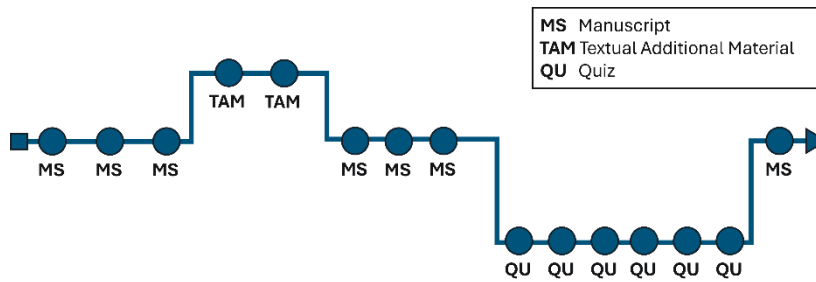 MS Manuscript
TAM Textual Additional Material
QU Quiz
TAM TAM
MS MS MS MS MS MS MS
QU QU QU QU QU QU